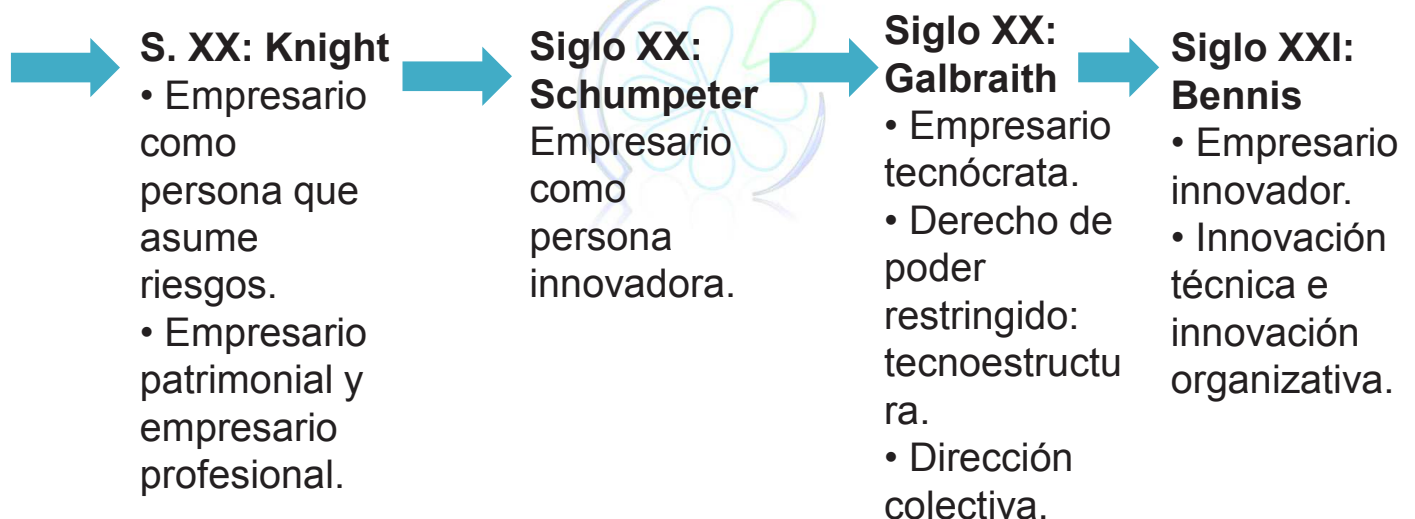 S. XX: Knight
• Empresario
como
persona que
asume
riesgos.
• Empresario
patrimonial y
empresario
profesional.
Siglo XX:
Schumpeter
Empresario
como
persona
innovadora.
Siglo XX:
Galbraith
• Empresario
tecnócrata.
• Derecho de
poder
restringido:
tecnoestructu
ra.
• Dirección
colectiva.
Siglo XXI:
Bennis
• Empresario
innovador.
• Innovación
técnica e
innovación
organizativa.